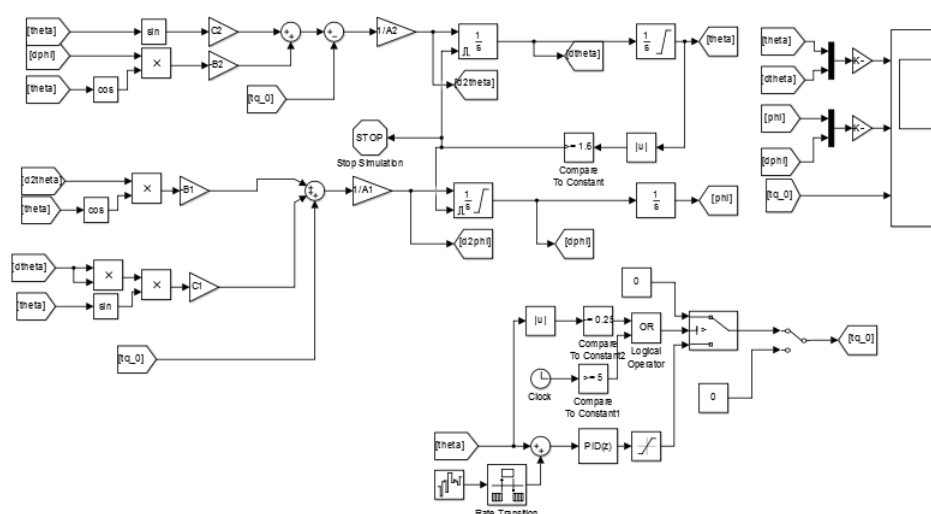 [theta]
sin
C2
1/A2
1
s
1
s
[theta]
[theta]
[dphi]
B2
[dtheta]
[theta]
cos
[tq_0]
[d2theta]
[dtheta]
K-
STOP
>= 1.6
|u|
[phi]
K-
Stop Simulation
Compare
To Constant
[dphi]
[d2theta]
B1
1/A1
1
s
1
s
[phi]
[tq_0]
[theta]
cos
[d2phi]
[dphi]
[dtheta]
[theta]
sin
C1
0
|u|
= 0.25
OR
>
[tq_0]
[tq_0]
Compare
To Constant2
Logical
Operator
>= 5
0
Clock
Compare
To Constant1
[theta]
PID(z)
Rate Transition